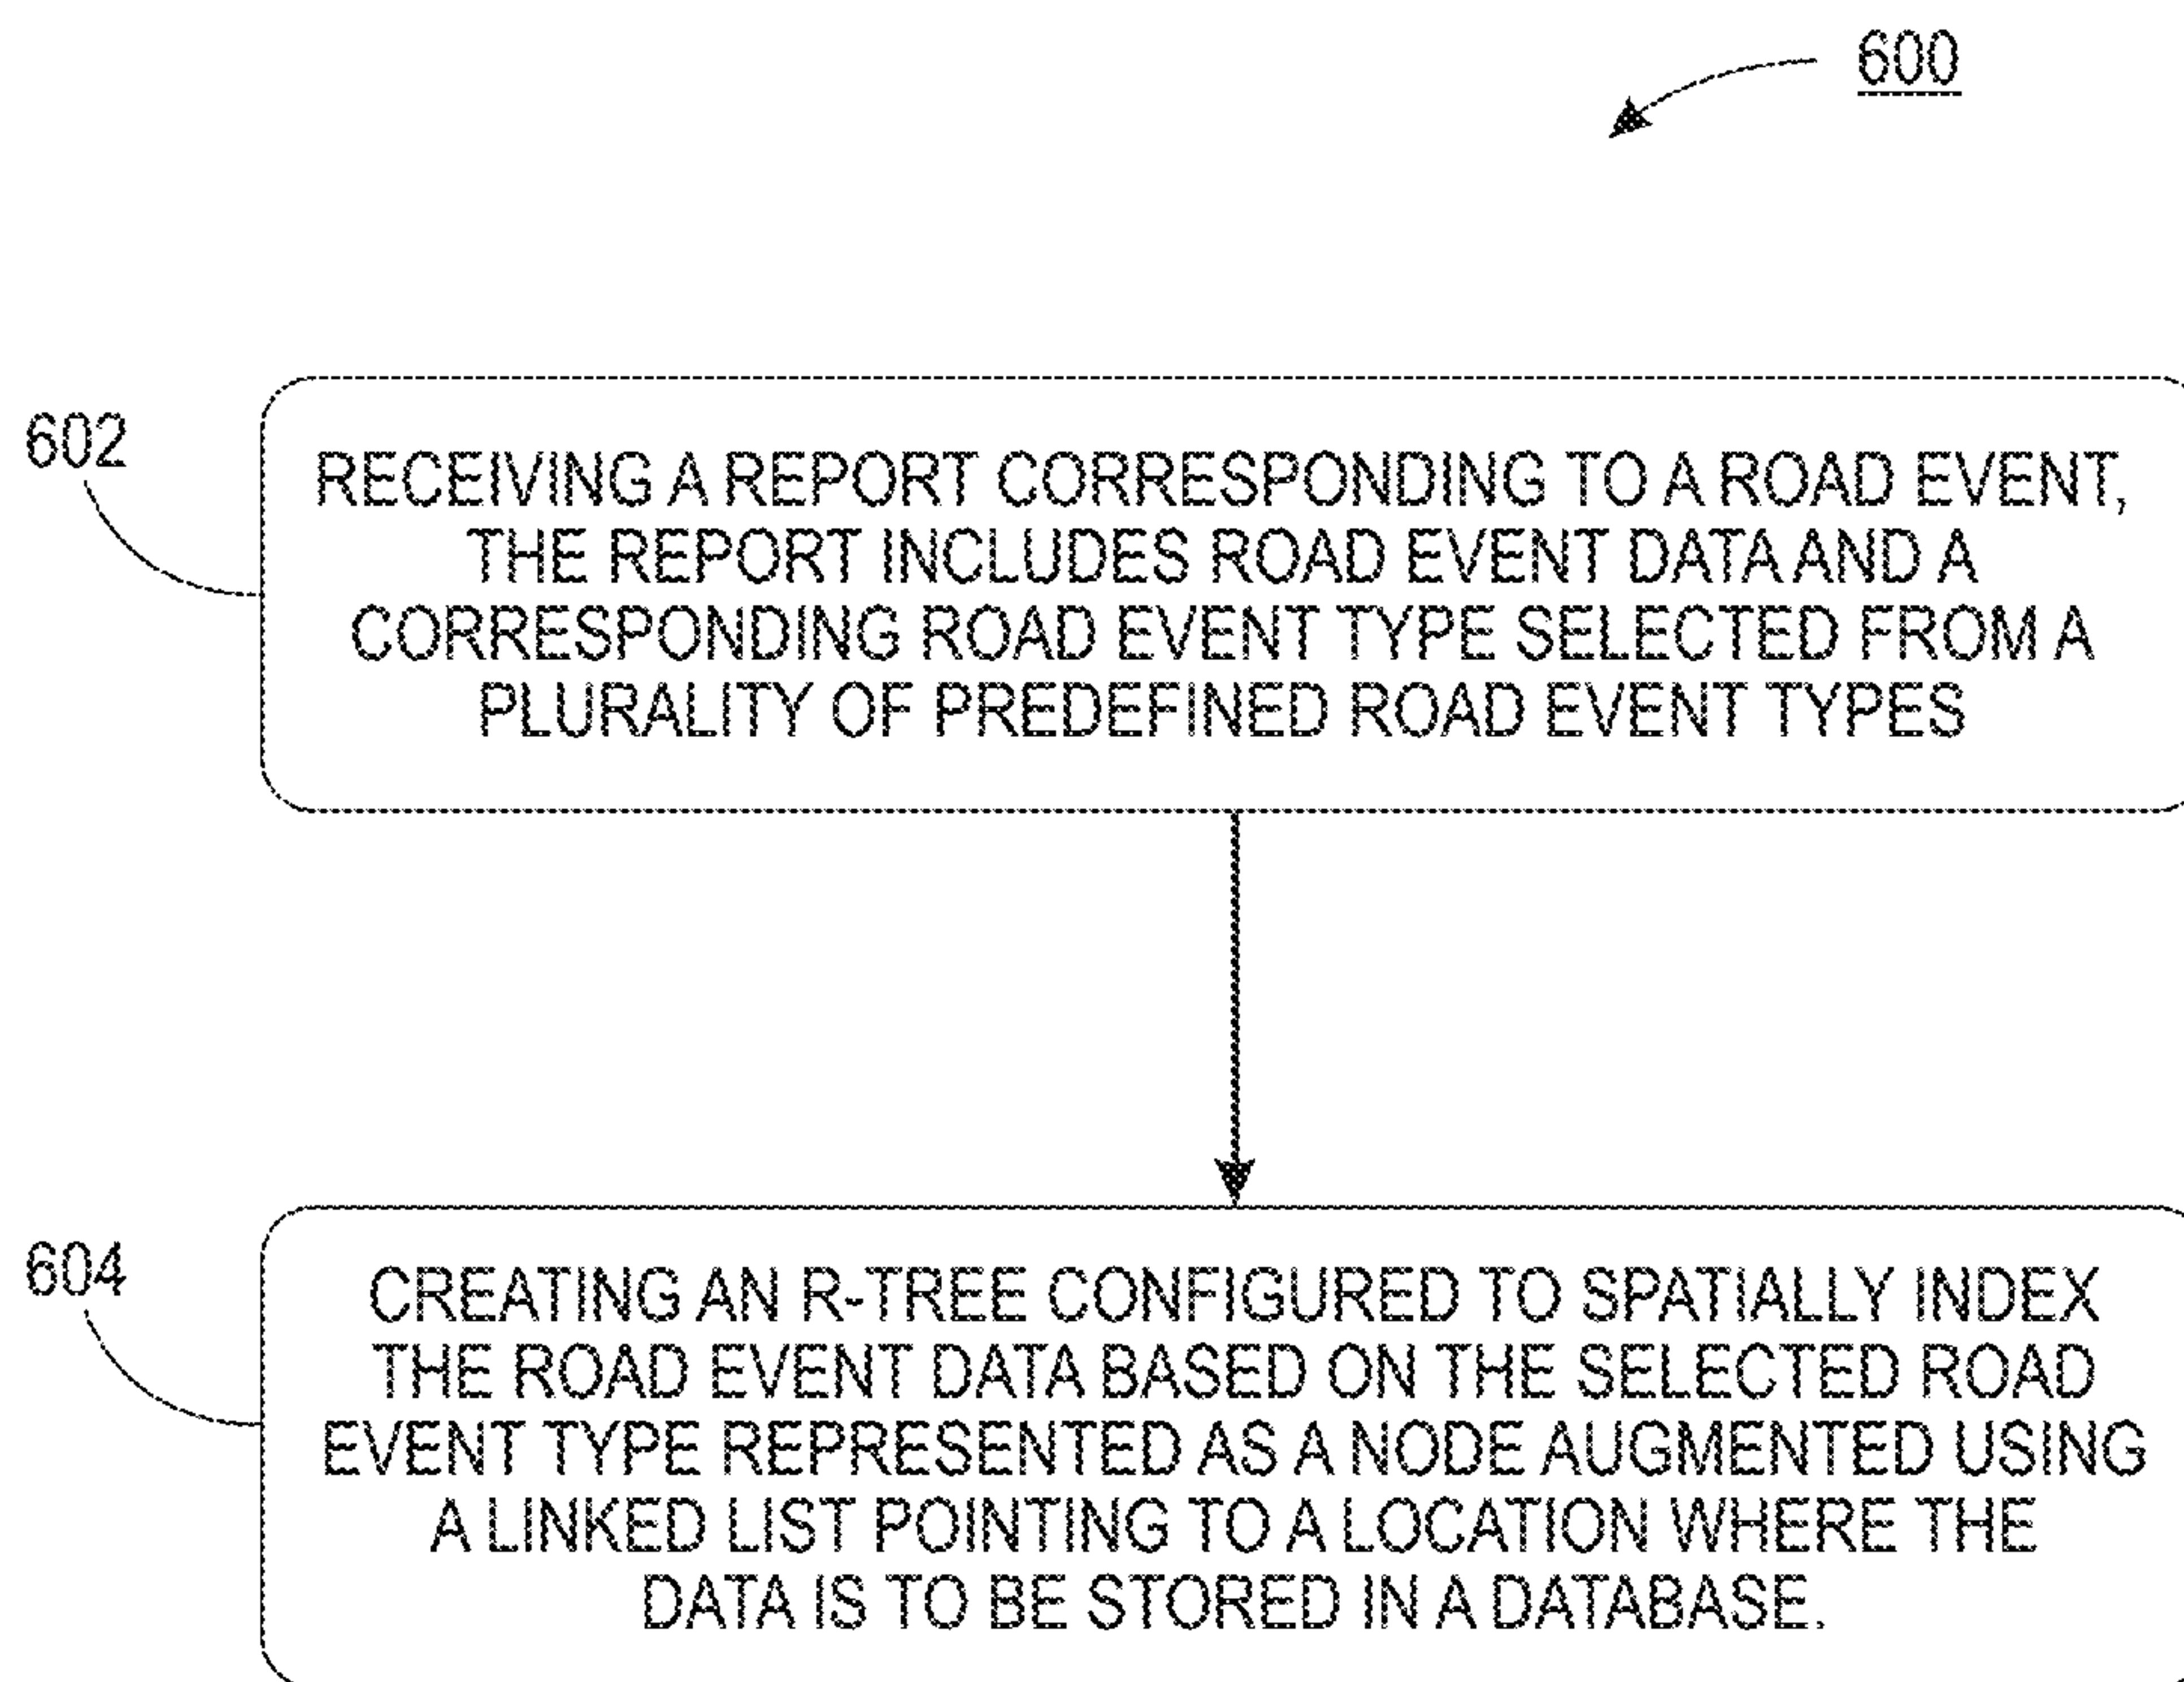 600
602
RECEIVING A REPORT CORRESPONDING TO A ROAD EVENT,
THE REPORT INCLUDES ROAD EVENT DATA AND A
CORRESPONDING ROAD EVENT TYPE SELECTED FROM A
PLURALITY OF PREDEFINED ROAD EVENT TYPES
604
CREATING AN R-TREE CONFIGURED TO SPATIALLY INDEX
THE ROAD EVENT DATA BASED ON THE SELECTED ROAD
EVENT TYPE REPRESENTED AS A NODE AUGMENTED USING
A LINKED LIST POINTING TO A LOCATION WHERE THE
DATA IS TO BE STORED IN A DATABASE.